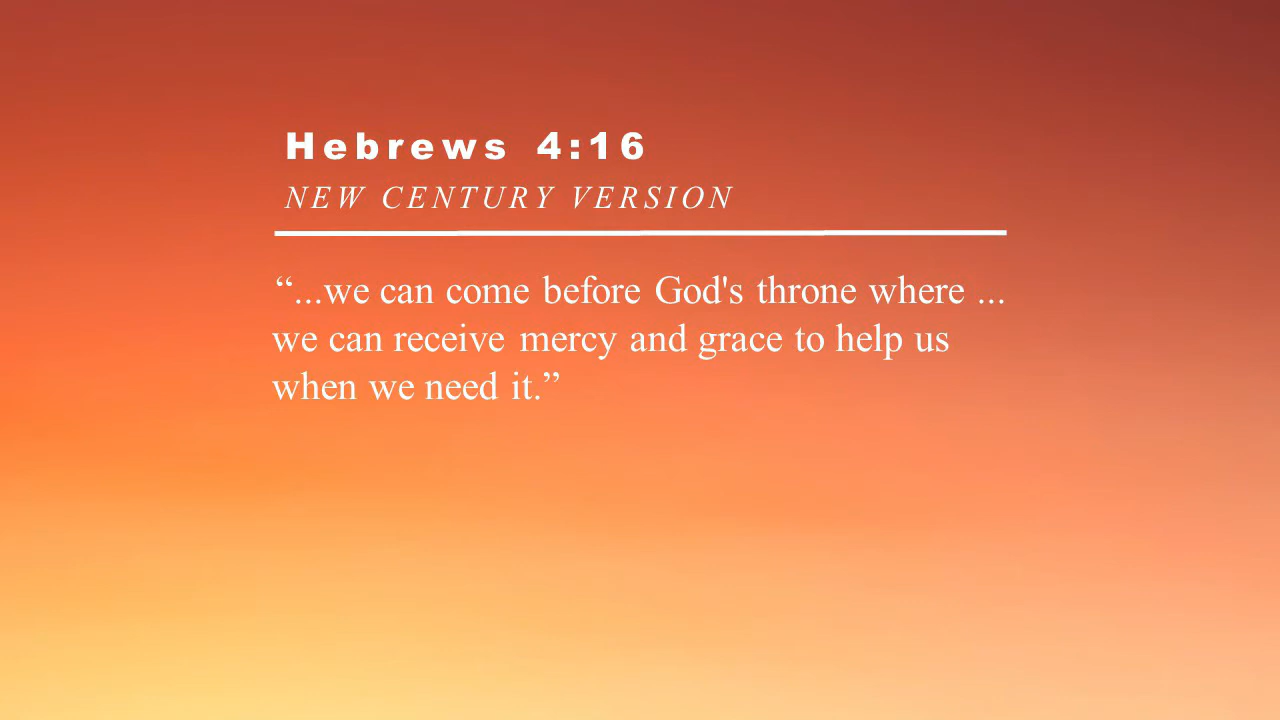 Hebrews 4:16
NEW CENTURY VERSION
“...we can come before God's throne where ...
we can receive mercy and grace to help us
when we need it.”